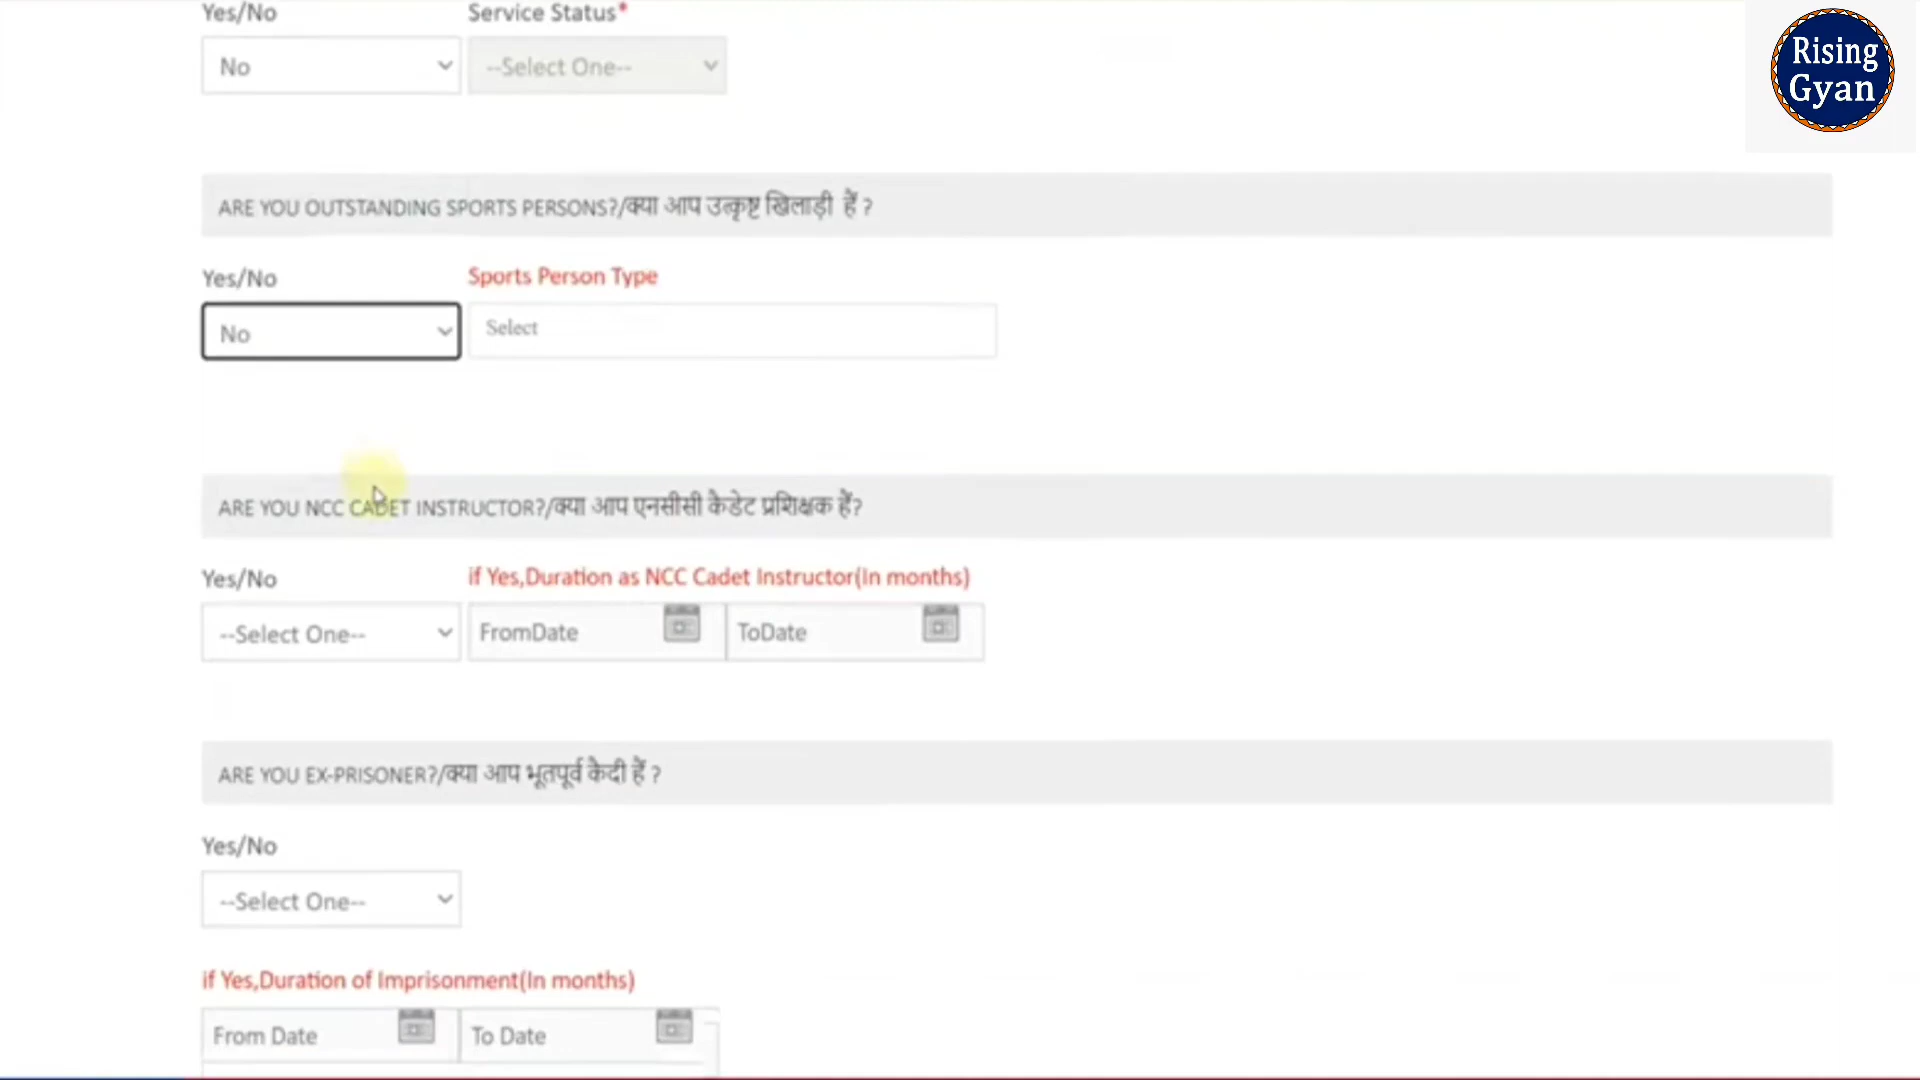 Yes/No Service Status*
No --Select One--
Rising
Gyan
ARE YOU OUTSTANDING SPORTS PERSONS?/क्या आप उत्कृष्ट खिलाड़ी हैं ?
Yes/No Sports Person Type
No Select
ARE YOU NCC CADET INSTRUCTOR?/क्या आप एनसीसी कैडेट प्रशिक्षक हैं?
Yes/No if Yes,Duration as NCC Cadet Instructor(In months)
--Select One-- FromDate ToDate
ARE YOU EX-PRISONER?/क्या आप भूतपूर्व कैदी हैं ?
Yes/No
--Select One--
if Yes,Duration of Imprisonment(In months)
From Date To Date